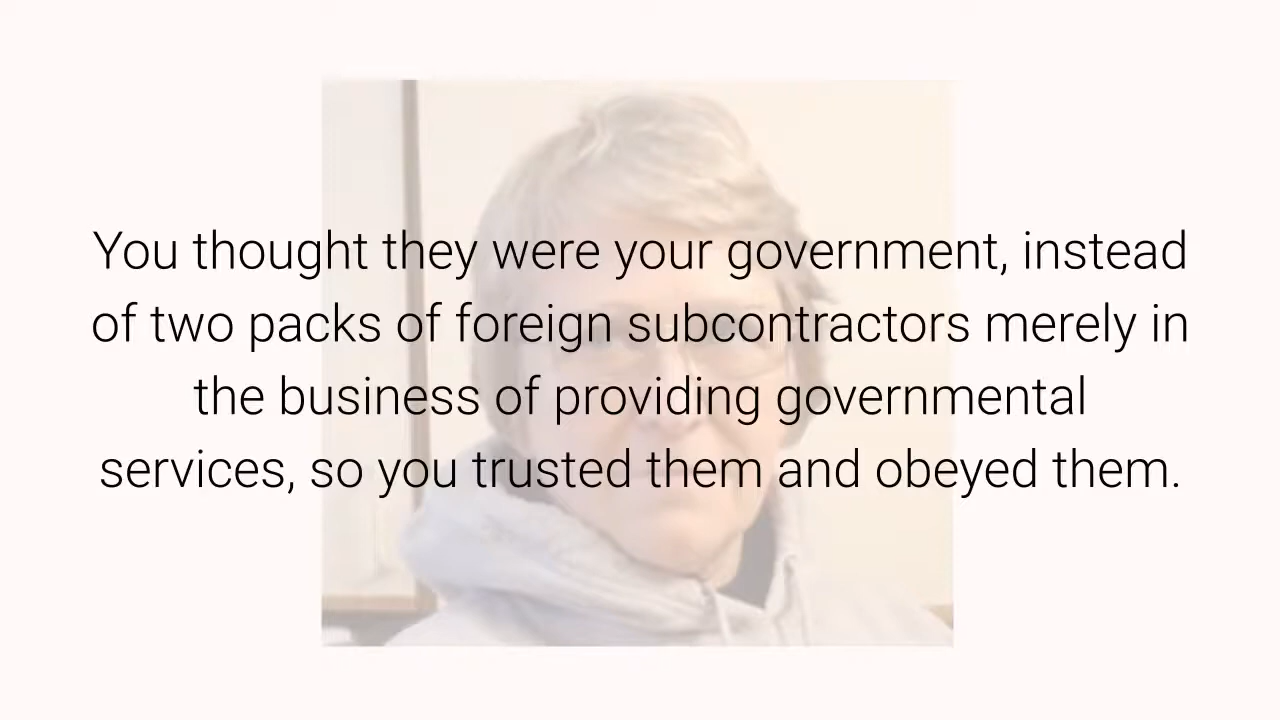 You thought they were your government, instead
of two packs of foreign subcontractors merely in
the business of providing governmental
services, so you trusted them and obeyed them.